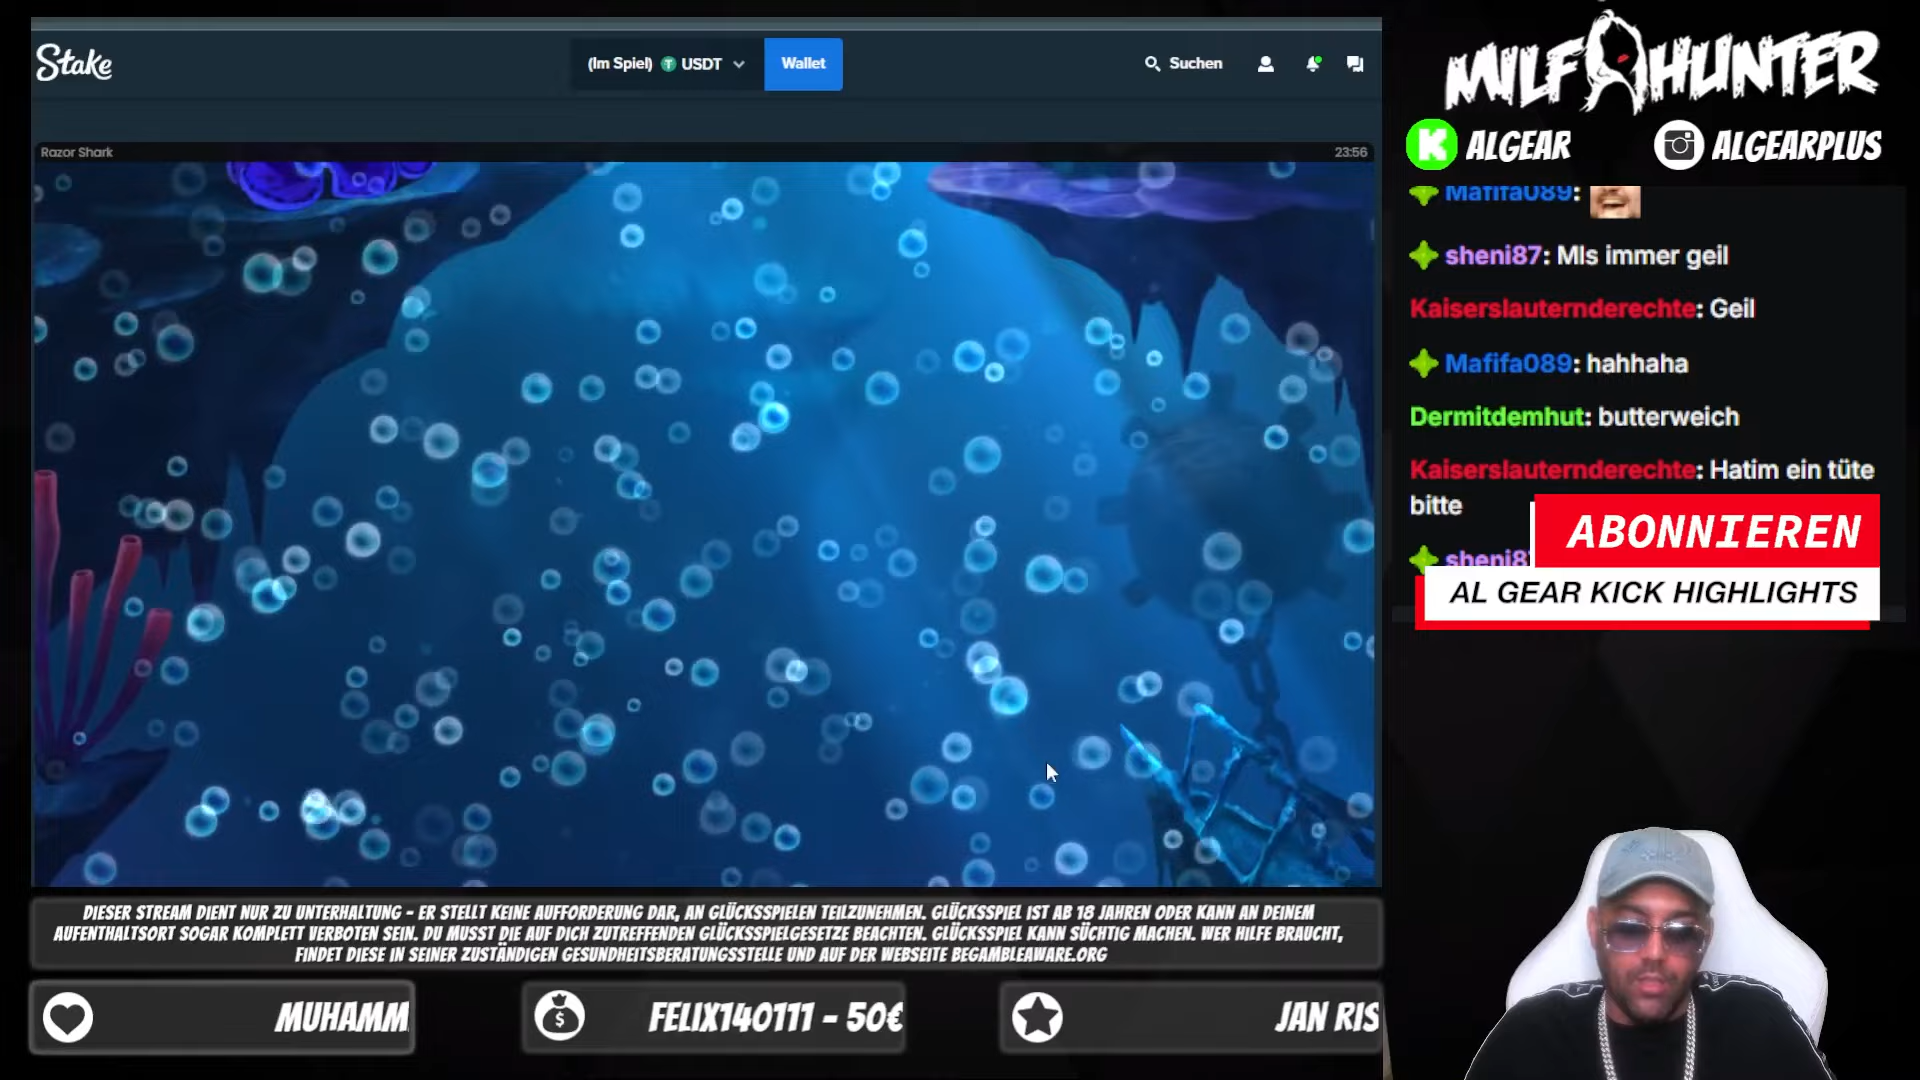 Stake
(Im Spiel) USDT
Wallet
Suchen
Razor Shark
23:56
DIESER STREAM DIENT NUR ZU UNTERHALTUNG - ER STELLT KEINE AUFFORDERUNG DAR, AN GLÜCKSSPIELEN TEILZUNEHMEN. GLÜCKSSPIEL IST AB 18 JAHREN ODER KANN AN DEINEM
AUFENTHALTSORT SOGAR KOMPLETT VERBOTEN SEIN. DU MUSST DIE AUF DICH ZUTREFFENDEN GLÜCKSSPIELGESETZE BEACHTEN. GLÜCKSSPIEL KANN SÜCHTIG MACHEN. WER HILFE BRAUCHT,
FINDET DIESE IN SEINER ZUSTÄNDIGEN GESUNDHEITSBERATUNGSSTELLE UND AUF DER WEBSEITE BEGAMBLEAWARE.ORG
MUHAMM
FELIX140111 - 50€
JAN RIS
MILF HUNTER
K ALGEAR
ALGEARPLUS
Mafifa089:
sheni87: Mls immer geil
Kaiserslauternderechte: Geil
Mafifa089: hahhaha
Dermitdemhut: butterweich
Kaiserslauternderechte: Hatim ein tüte
bitte
sheni8
ABONNIEREN
AL GEAR KICK HIGHLIGHTS